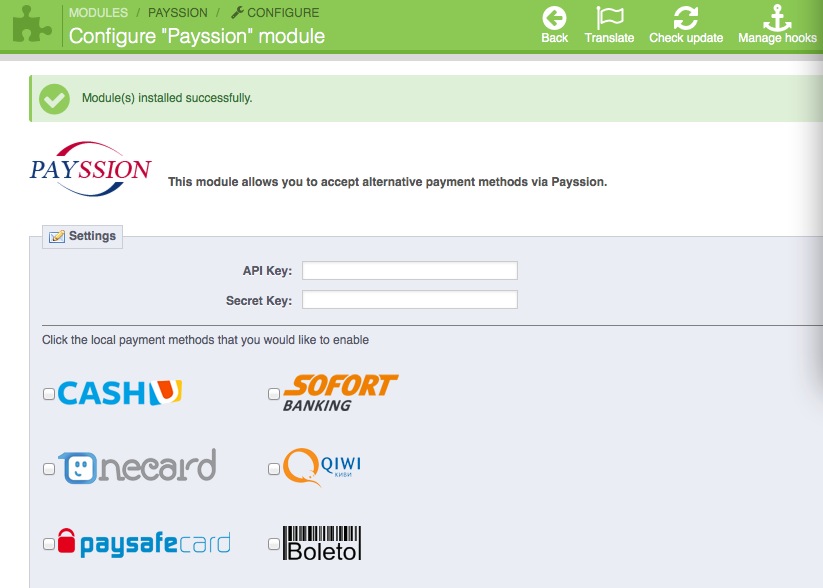 MODULES / PAYSSION / CONFIGURE
Configure "Payssion" module
Back Translate Check update Manage hooks
Module(s) installed successfully.
PAYSSION
This module allows you to accept alternative payment methods via Payssion.
Settings
API Key:
Secret Key:
Click the local payment methods that you would like to enable
CASHU
SOFORT
BANKING
Onecard
QIWI
КИВИ
paysafecard
Boleto